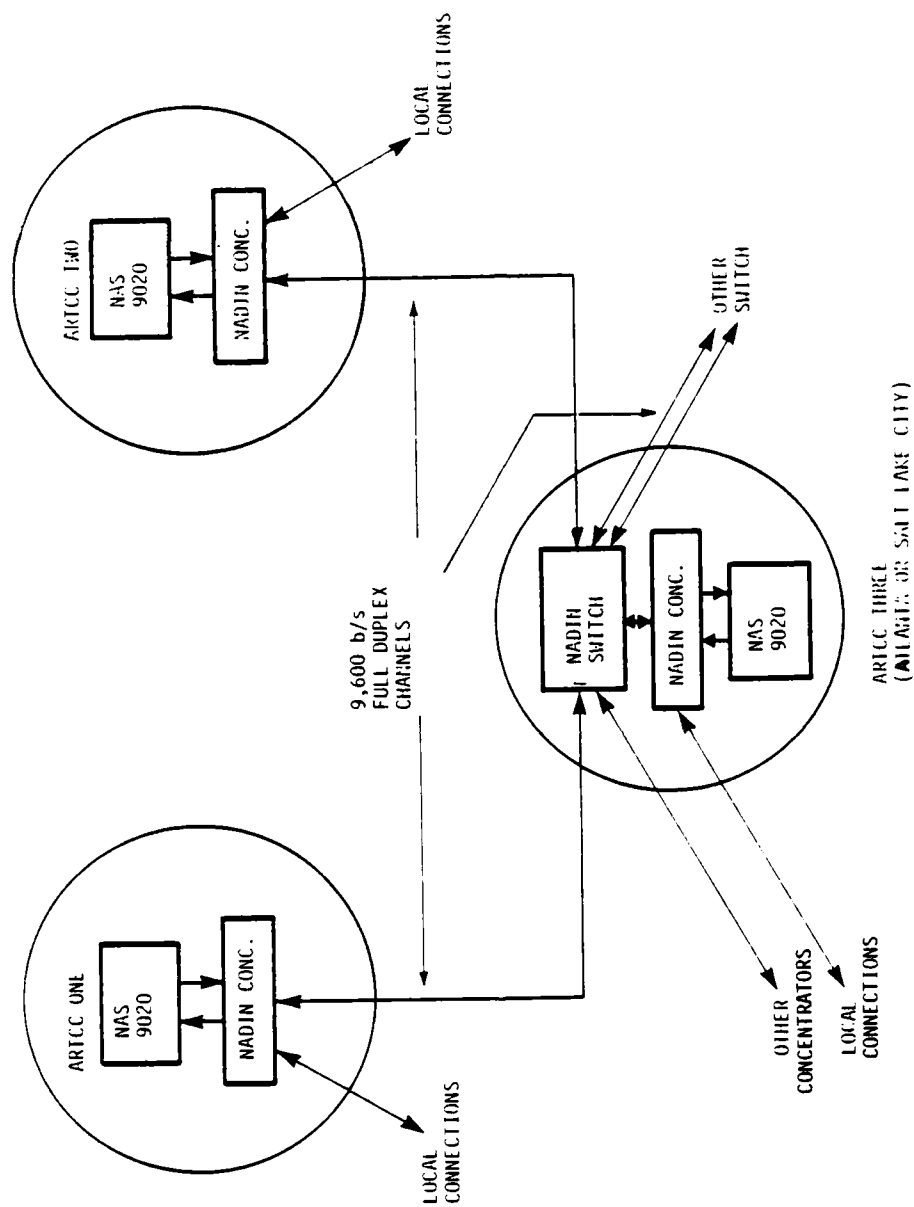 ARTCC ONE
NAS
9020
NADIN CONC.
LOCAL
CONNECTIONS
ARTCC TWO
NAS
9020
NADIN CONC.
LOCAL
CONNECTIONS
9,600 b/s
FULL DUPLEX
CHANNELS
NADIN
SWITCH
NADIN CONC.
NAS
9020
OTHER
SWITCH
OTHER
CONCENTRATORS
LOCAL
CONNECTIONS
ARTCC THREE
(ATLANTA OR SALT LAKE CITY)